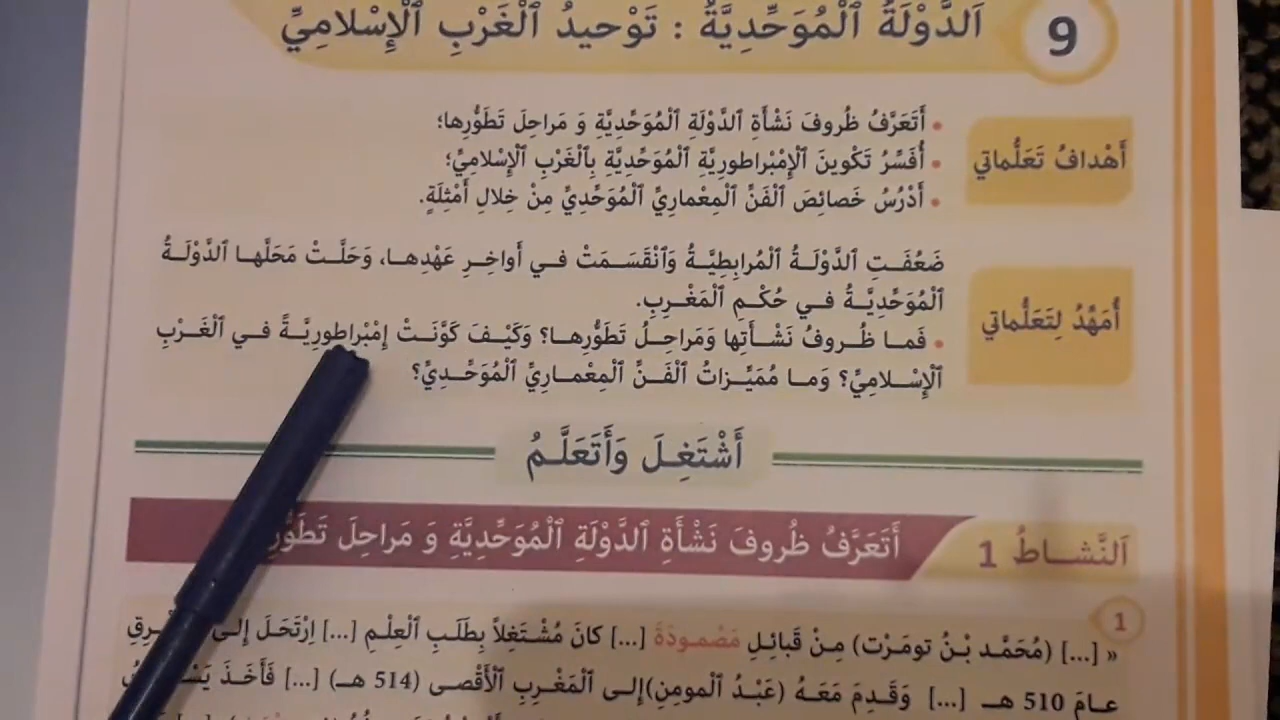 9
اَلدَّوْلَةُ ٱلْمُوَحِّدِيَّةُ : تَوْحيدُ ٱلْغَرْبِ ٱلْإِسْلامِيِّ
أَهْدافُ تَعَلُّماتي
• أَتَعَرَّفُ ظُروفَ نَشْأَةِ ٱلدَّوْلَةِ ٱلْمُوَحِّدِيَّةِ وَ مَراحِلَ تَطَوُّرِها؛
• أُفَسِّرُ تَكْوينَ ٱلْإِمْبْراطورِيَّةِ ٱلْمُوَحِّدِيَّةِ بِٱلْغَرْبِ ٱلْإِسْلامِيِّ؛
• أَدْرُسُ خَصائِصَ ٱلْفَنِّ ٱلْمِعْمارِيِّ ٱلْمُوَحِّدِيِّ مِنْ خِلالِ أَمْثِلَةٍ.
أُمَهِّدُ لِتَعَلُّماتي
ضَعُفَتِ ٱلدَّوْلَةُ ٱلْمُرابِطِيَّةُ وَٱنْقَسَمَتْ في أَواخِرِ عَهْدِها، وَحَلَّتْ مَحَلَّها ٱلدَّوْلَةُ
ٱلْمُوَحِّدِيَّةُ في حُكْمِ ٱلْمَغْرِبِ.
• فَما ظُروفُ نَشْأَتِها وَمَراحِلُ تَطَوُّرِها؟ وَكَيْفَ كَوَّنَتْ إِمْبْراطورِيَّةً في ٱلْغَرْبِ
ٱلْإِسْلامِيِّ؟ وَما مُمَيِّزاتُ ٱلْفَنِّ ٱلْمِعْمارِيِّ ٱلْمُوَحِّدِيِّ؟
أَشْتَغِلَ وَأَتَعَلَّمُ
اَلنَّشاطُ 1
أَتَعَرَّفُ ظُروفَ نَشْأَةِ ٱلدَّوْلَةِ ٱلْمُوَحِّدِيَّةِ وَ مَراحِلَ
1
« [...] (مُحَمَّد بْنُ تومَرْت) مِنْ قَبائِلِ مَصْمودَةَ [...] كانَ مُشْتَغِلاً بِطَلَبِ ٱلْعِلْمِ [...] اِرْتَحَلَ إِلى
عامَ 510 هـ [...] وَقَدِمَ مَعَهُ (عَبْدُ ٱلْمومِنِ)إِلى ٱلْمَغْرِبِ ٱلْأَقْصى (514 هـ) [...] فَأَخَذَ